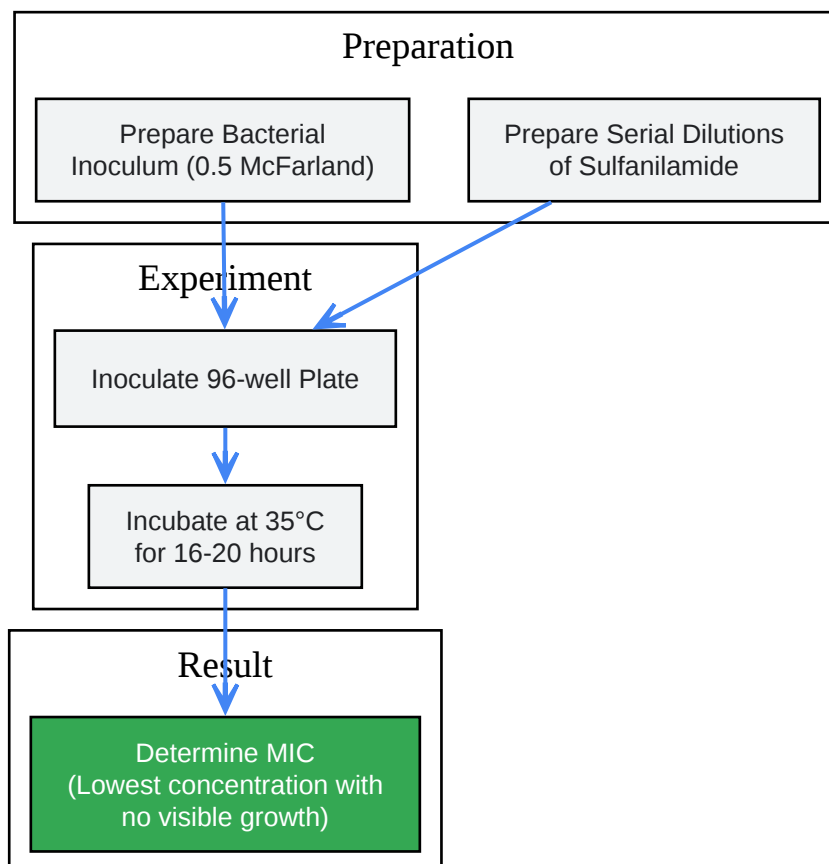 Preparation
Prepare Bacterial
Inoculum (0.5 McFarland)
Prepare Serial Dilutions
of Sulfanilamide
Experiment
Inoculate 96-well Plate
Incubate at 35°C
for 16-20 hours
Result
Determine MIC
(Lowest concentration with
no visible growth)